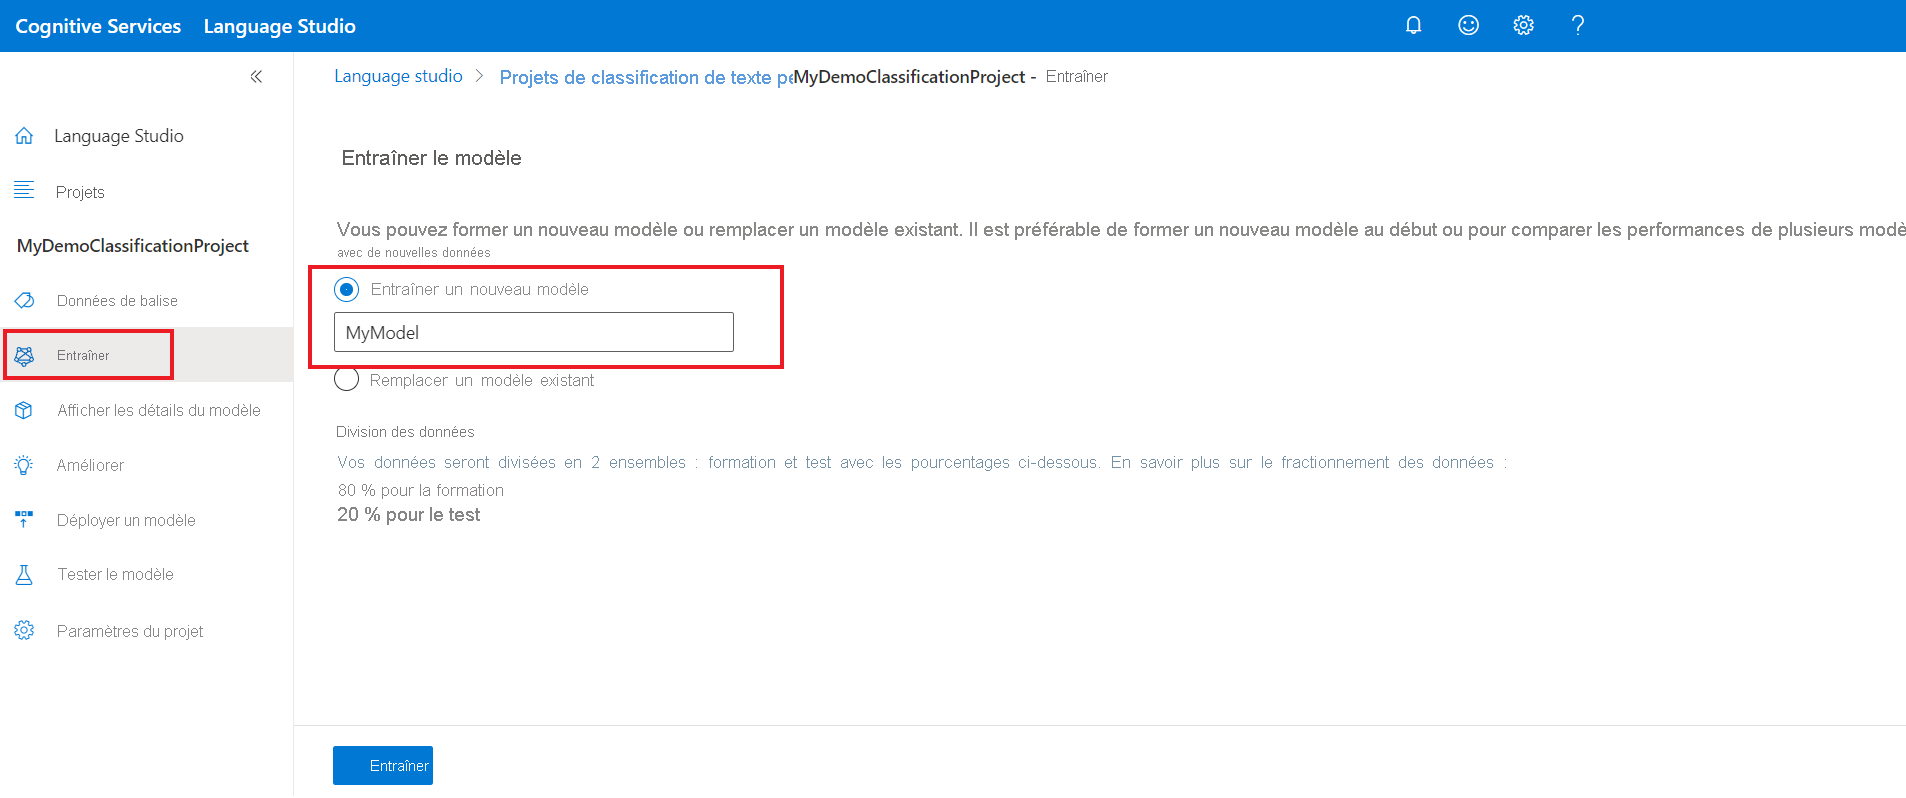 Cognitive Services Language Studio
Language studio > Projets de classification de texte pe MyDemoClassificationProject - Entraîner
Language Studio
Projets
MyDemoClassificationProject
Données de balise
Entraîner
Afficher les détails du modèle
Améliorer
Déployer un modèle
Tester le modèle
Paramètres du projet
Entraîner le modèle
Vous pouvez former un nouveau modèle ou remplacer un modèle existant. Il est préférable de former un nouveau modèle au début ou pour comparer les performances de plusieurs modè
avec de nouvelles données
Entraîner un nouveau modèle
MyModel
Remplacer un modèle existant
Division des données
Vos données seront divisées en 2 ensembles : formation et test avec les pourcentages ci-dessous. En savoir plus sur le fractionnement des données :
80 % pour la formation
20 % pour le test
Entraîner